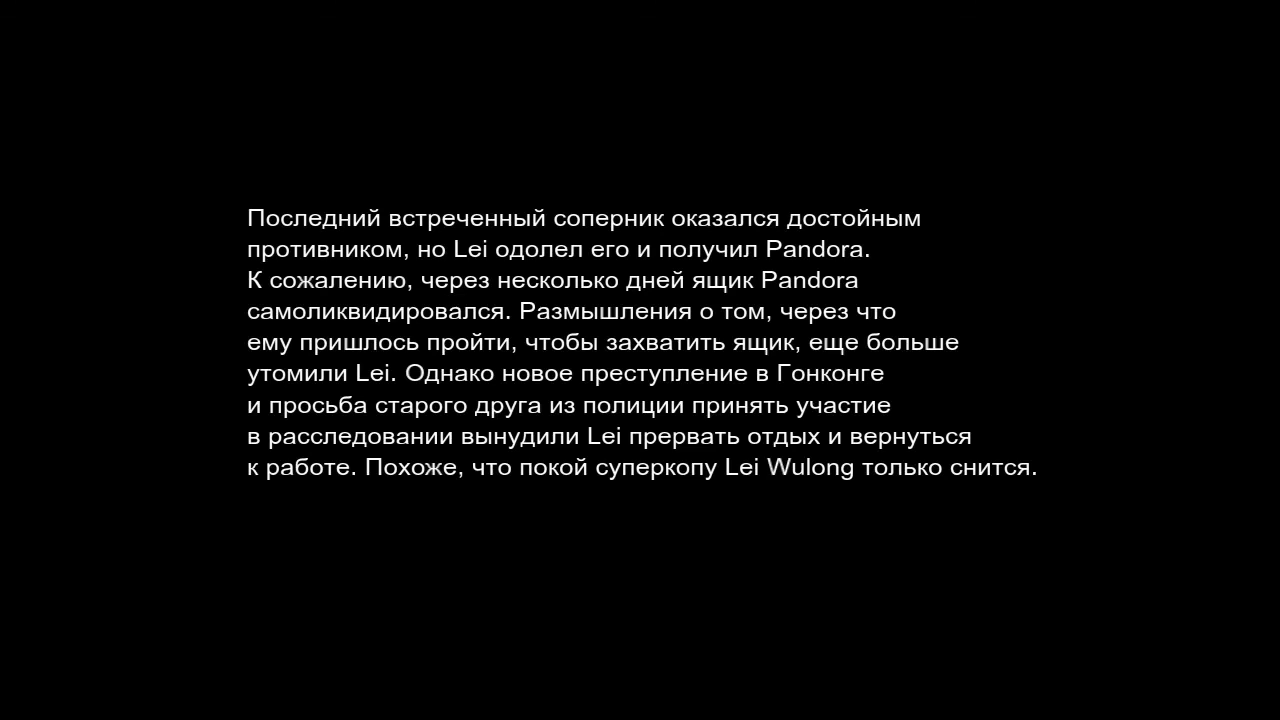 Последний встреченный соперник оказался достойным
противником, но Lei одолел его и получил Pandora.
К сожалению, через несколько дней ящик Pandora
самоликвидировался. Размышления о том, через что
ему пришлось пройти, чтобы захватить ящик, еще больше
утомили Lei. Однако новое преступление в Гонконге
и просьба старого друга из полиции принять участие
в расследовании вынудили Lei прервать отдых и вернуться
к работе. Похоже, что покой суперкопу Lei Wulong только снится.